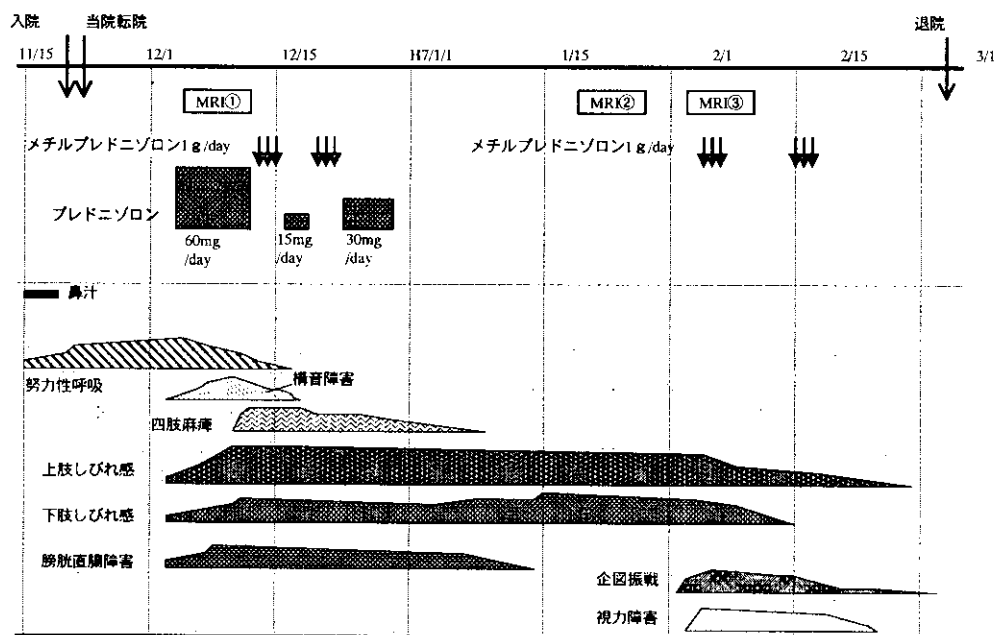 入院 当院転院 退院
11/15 12/1 12/15 H7/1/1 1/15 2/1 2/15 3/1
MRI① MRI② MRI③
メチルプレドニゾロン1g/day メチルプレドニゾロン1g/day
プレドニゾロン
60mg 15mg 30mg
/day /day /day
鼻汁
努力性呼吸 構音障害
四肢麻痺
上肢しびれ感
下肢しびれ感
膀胱直腸障害
企図振戦
視力障害